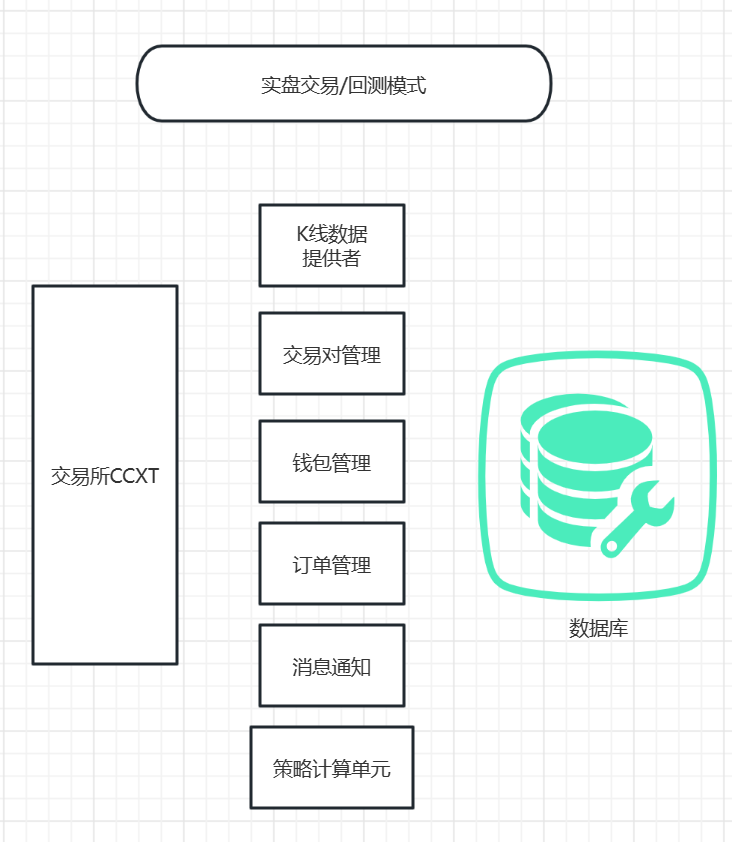 实盘交易/回测模式
K线数据
提供者
交易对管理
交易所CCXT
钱包管理
订单管理
消息通知
策略计算单元
数据库